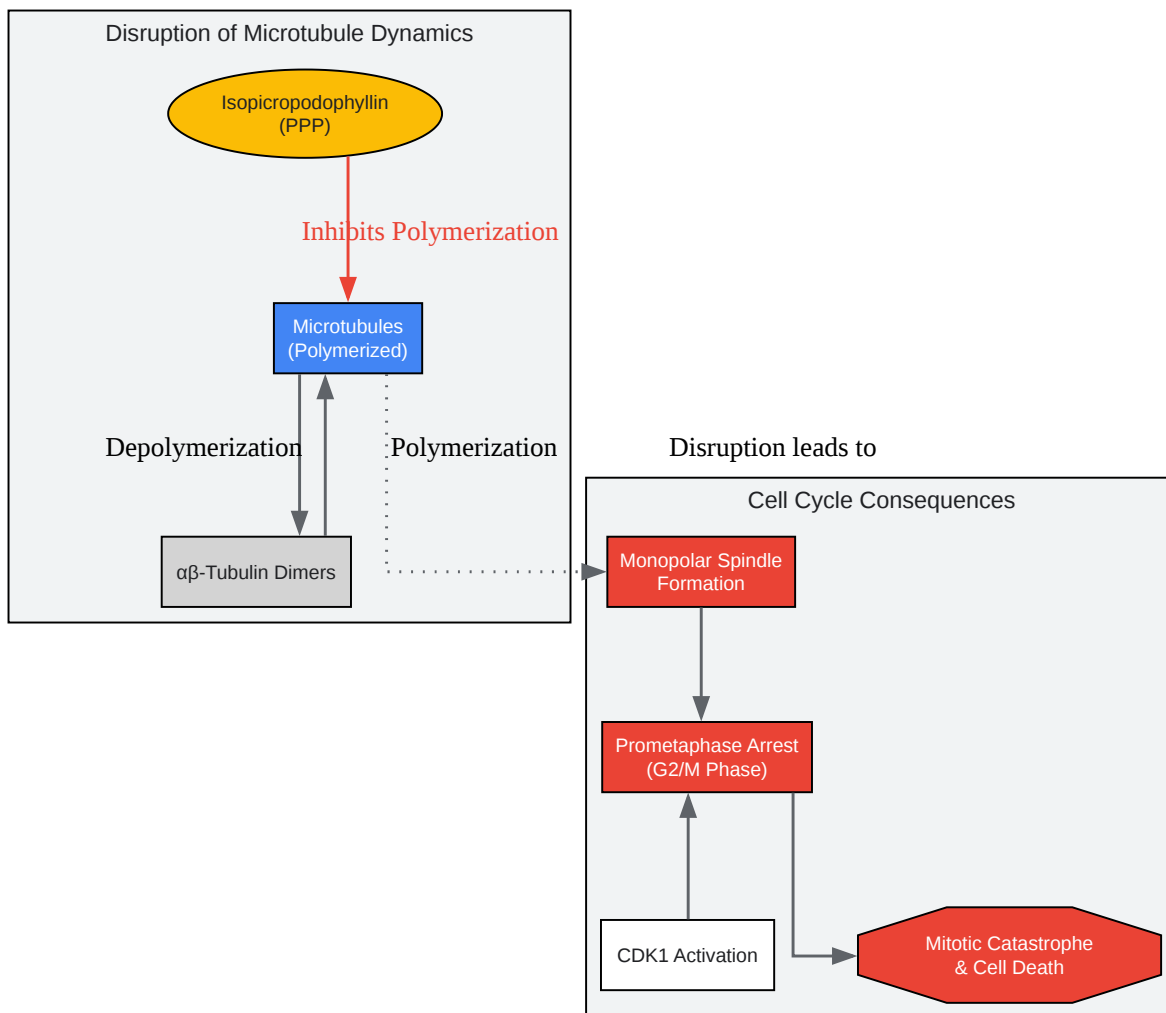 Disruption of Microtubule Dynamics
Isopicropodophyllin
(PPP)
Inhibits Polymerization
Microtubules
(Polymerized)
Depolymerization
Polymerization
Disruption leads to
αβ-Tubulin Dimers
Cell Cycle Consequences
Monopolar Spindle
Formation
Prometaphase Arrest
(G2/M Phase)
CDK1 Activation
Mitotic Catastrophe
& Cell Death